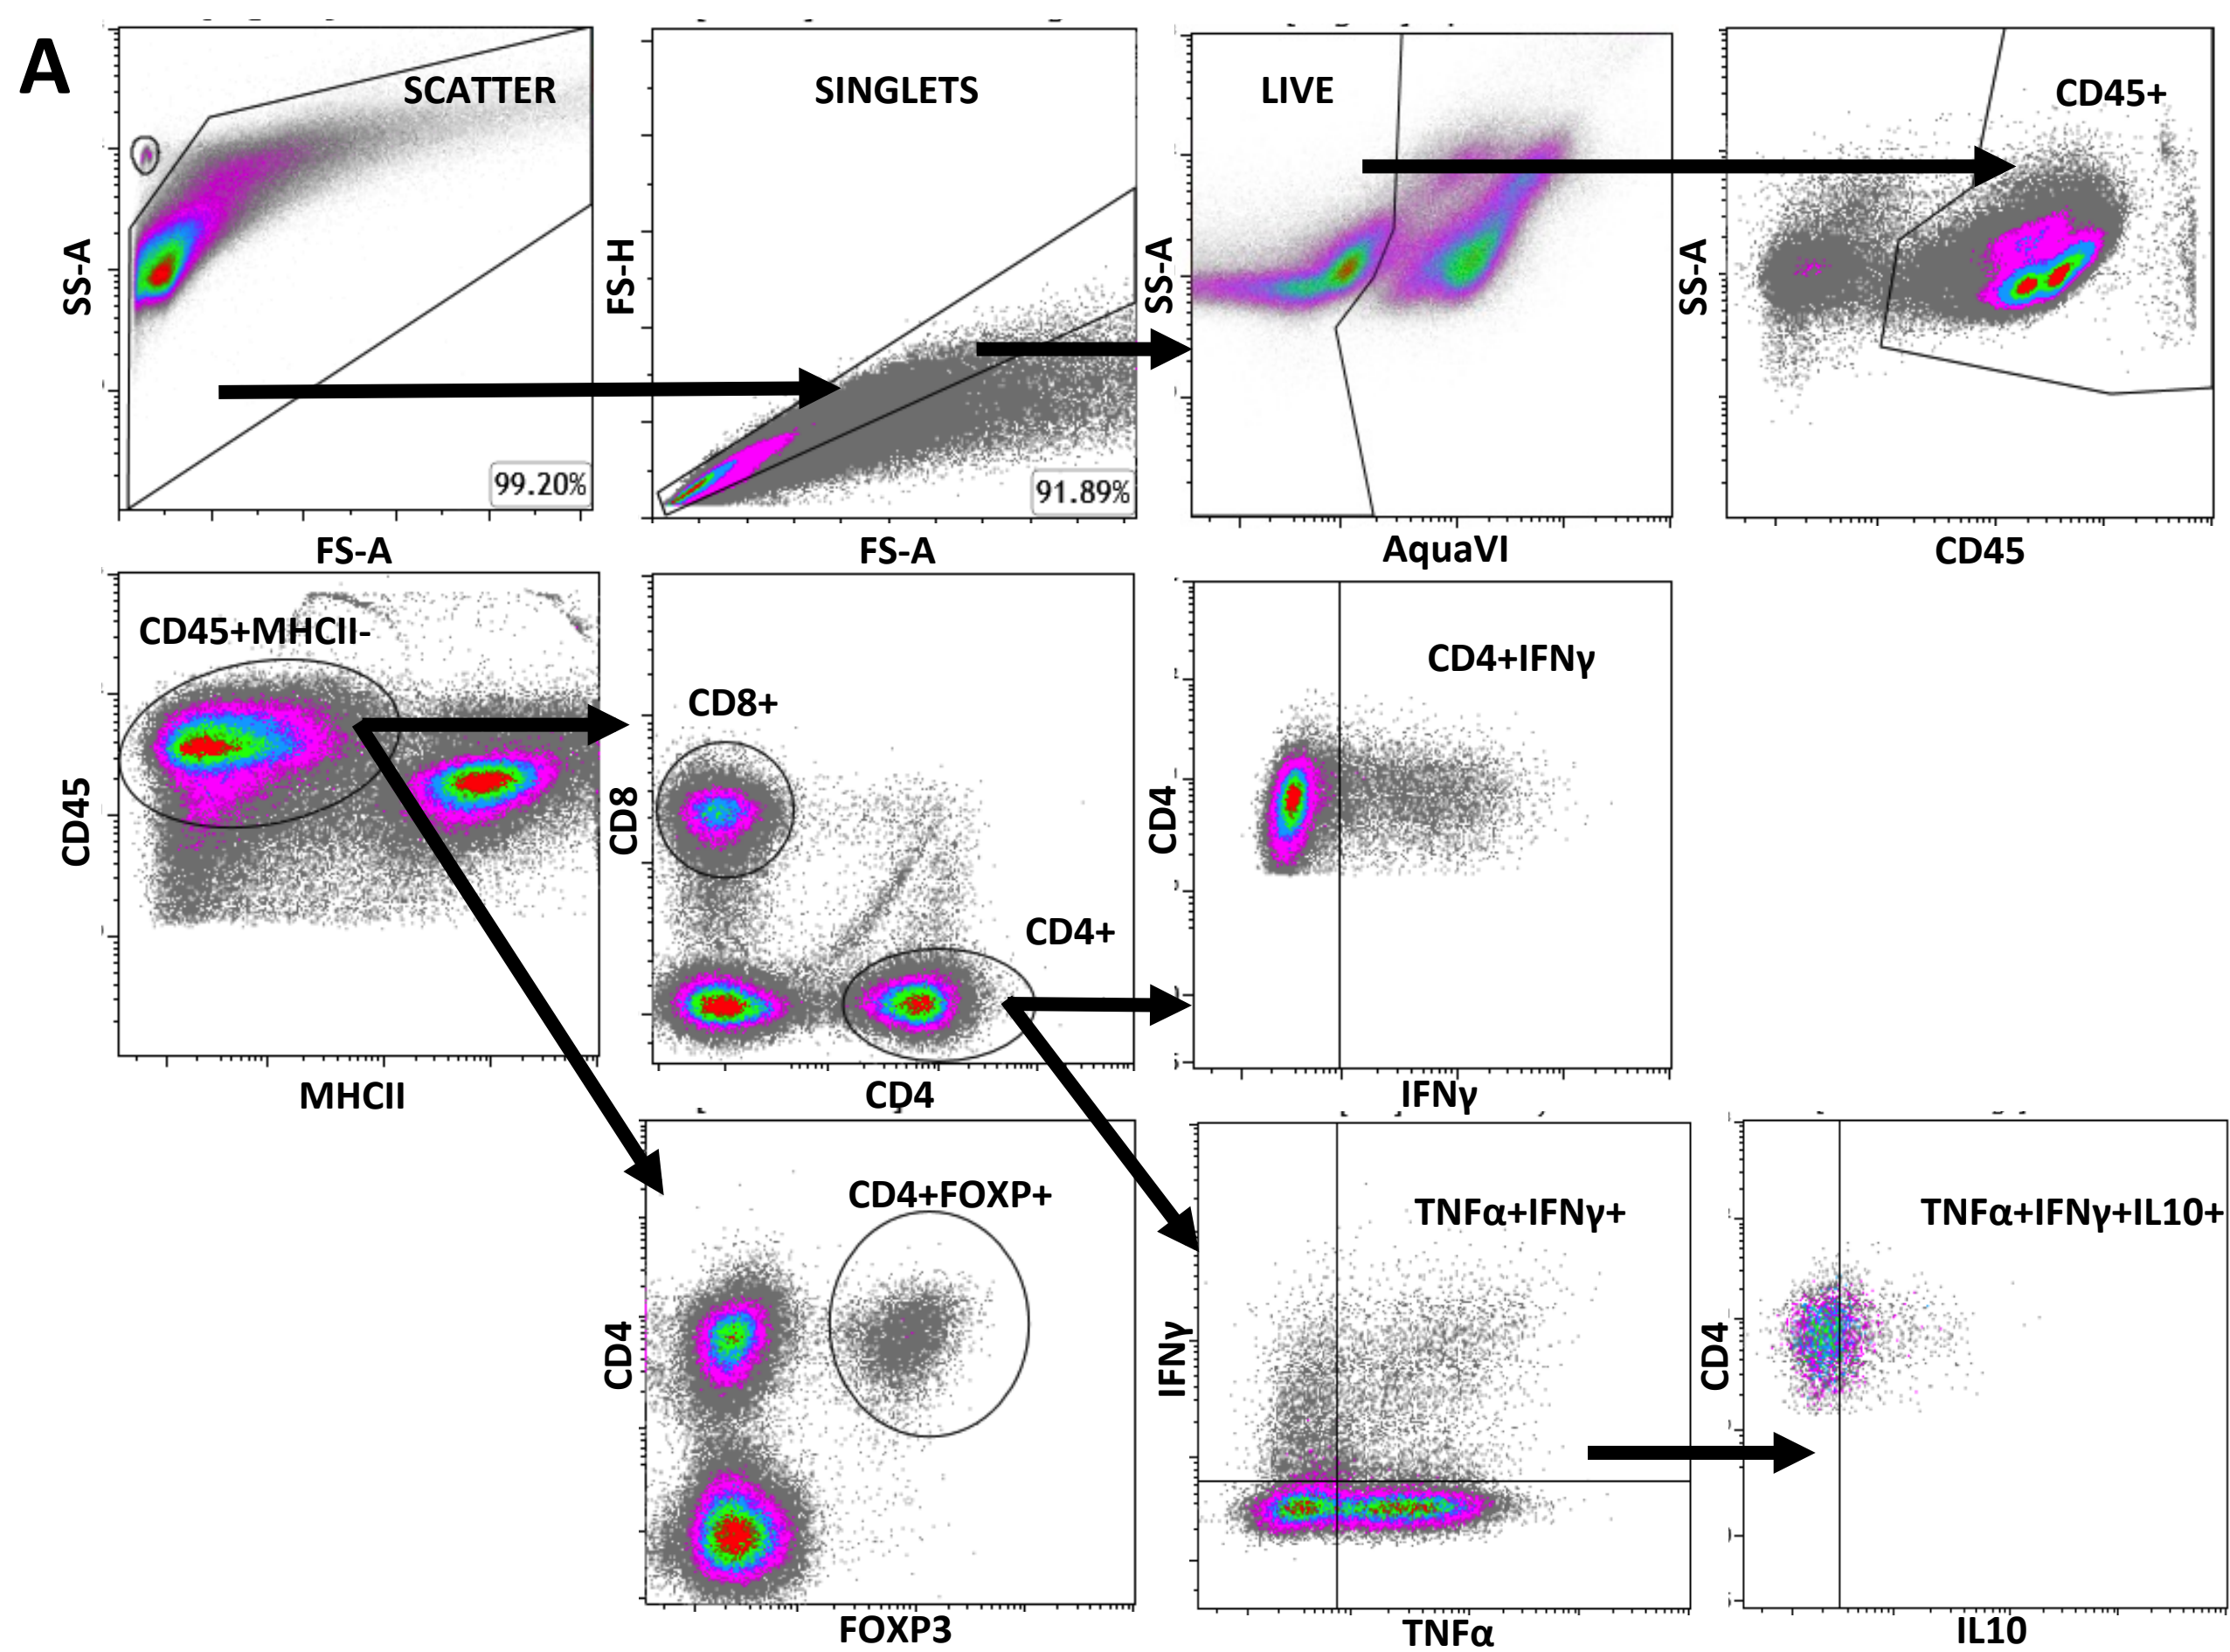 A
SCATTER
SS-A
99.20%
FS-A
SINGLETS
FS-H
91.89%
FS-A
LIVE
SS-A
AquaVI
CD45+
SS-A
CD45
CD45+MHCII-
CD45
MHCII
CD8+
CD4+
CD8
CD4
CD4+IFNγ
CD4
IFNγ
CD4+FOXP+
CD4
FOXP3
TNFα+IFNγ+
IFNγ
TNFα
TNFα+IFNγ+IL10+
CD4
IL10